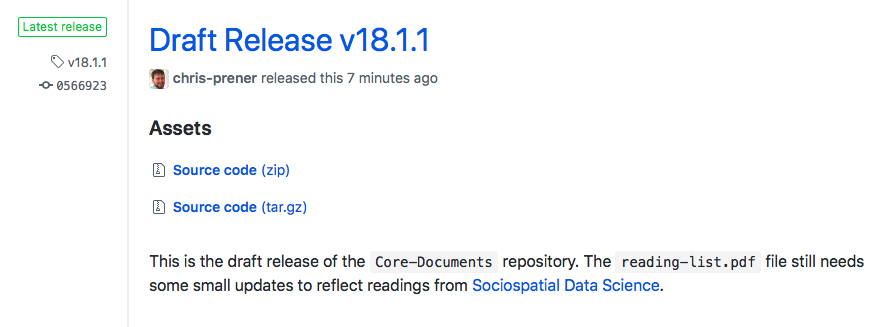 Latest release
v18.1.1
0566923
Draft Release v18.1.1
chris-prener released this 7 minutes ago
Assets
Source code (zip)
Source code (tar.gz)
This is the draft release of the Core-Documents repository. The reading-list.pdf file still needs
some small updates to reflect readings from Sociospatial Data Science.